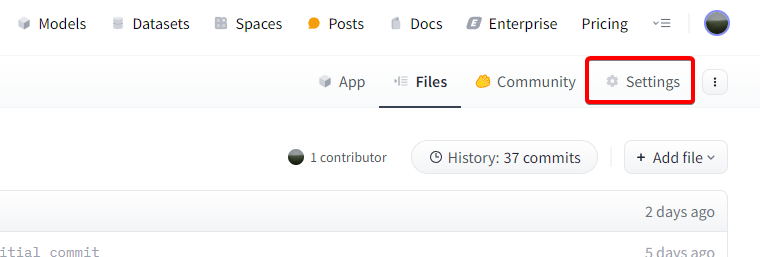 Models Datasets Spaces Posts Docs Enterprise Pricing
App Files Community Settings
1 contributor History: 37 commits + Add file
2 days ago
itial commit 5 days ago